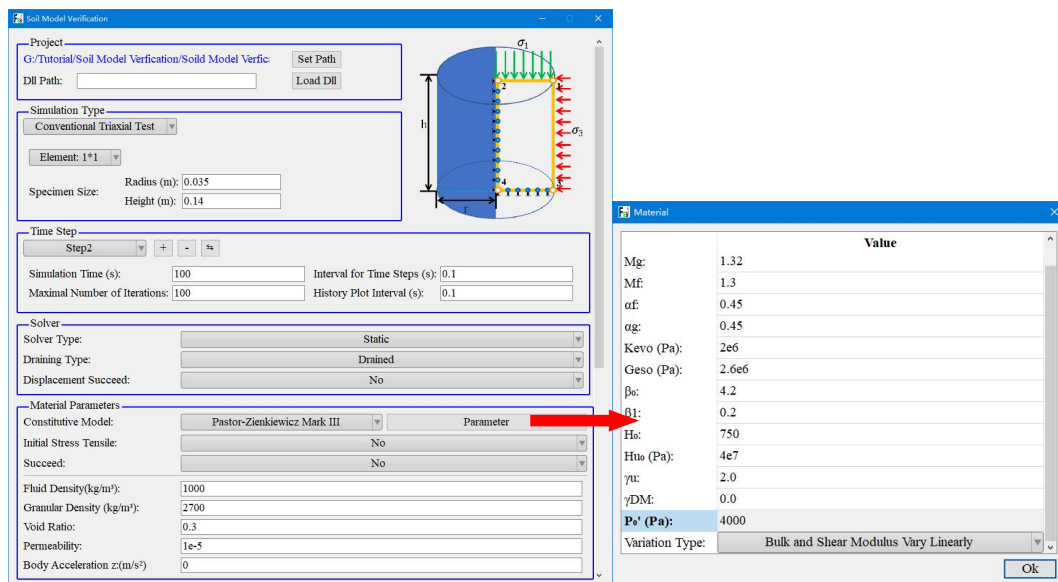 Soil Model Verification
Project
G:/Tutorial/Soil Model Verfication/Soild Model Verfic:
Set Path
Dll Path:
Load Dll
Simulation Type
Conventional Triaxial Test
Element: 1*1
Specimen Size:
Radius (m): 0.035
Height (m): 0.14
σ1
2
1
h
σ3
4
3
r
Time Step
Step2
+
-
⇆
Simulation Time (s): 100
Interval for Time Steps (s): 0.1
Maximal Number of Iterations: 100
History Plot Interval (s): 0.1
Solver
Solver Type: Static
Draining Type: Drained
Displacement Succeed: No
Material Parameters
Constitutive Model: Pastor-Zienkiewicz Mark III Parameter
Initial Stress Tensile: No
Succeed: No
Fluid Density(kg/m³): 1000
Granular Density (kg/m³): 2700
Void Ratio: 0.3
Permeability: 1e-5
Body Acceleration z:(m/s²) 0
Material
Value
Mg: 1.32
Mf: 1.3
αf: 0.45
αg: 0.45
Kevo (Pa): 2e6
Geso (Pa): 2.6e6
β₀: 4.2
β1: 0.2
H₀: 750
Hu₀ (Pa): 4e7
γu: 2.0
γDM: 0.0
P₀' (Pa): 4000
Variation Type: Bulk and Shear Modulus Vary Linearly
Ok